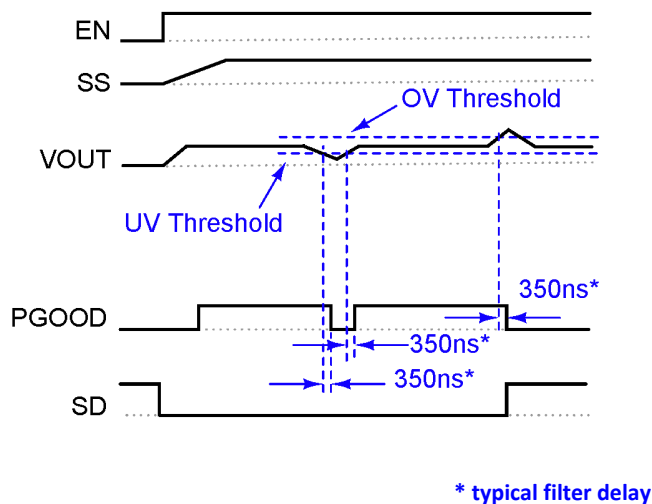 EN
SS
OV Threshold
VOUT
UV Threshold
350ns*
PGOOD
350ns*
350ns*
SD
* typical filter delay